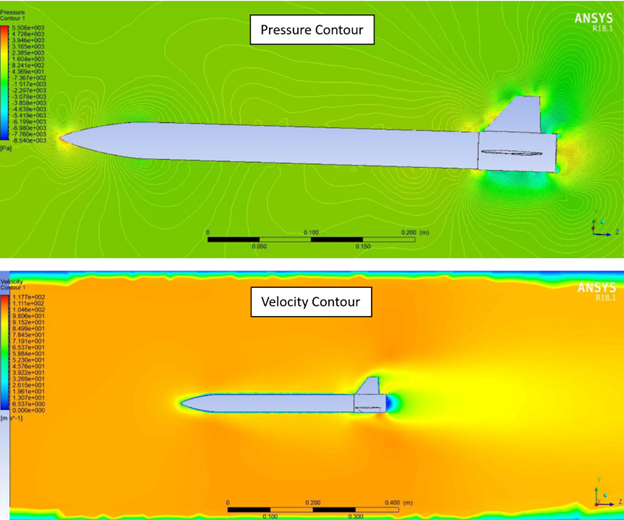 Pressure
Contour 1
Pressure Contour
ANSYS
R18.1
5.506e+003
4.726e+003
3.946e+003
3.165e+003
2.385e+003
1.604e+003
8.241e+002
4.369e+001
-7.367e+002
-1.517e+003
-2.297e+003
-3.078e+003
-3.858e+003
-4.639e+003
-5.419e+003
-6.199e+003
-6.980e+003
-7.760e+003
-8.540e+003
[Pa]
0 0.100 0.200 (m)
0.050 0.150
Z
Velocity
Contour 1
Velocity Contour
ANSYS
R18.1
1.177e+002
1.111e+002
1.046e+002
9.806e+001
9.152e+001
8.499e+001
7.845e+001
7.191e+001
6.537e+001
5.884e+001
5.230e+001
4.576e+001
3.922e+001
3.269e+001
2.615e+001
1.961e+001
1.307e+001
6.537e+000
0.000e+000
[m s^-1]
0 0.200 0.400 (m)
0.100 0.300
Y
Z